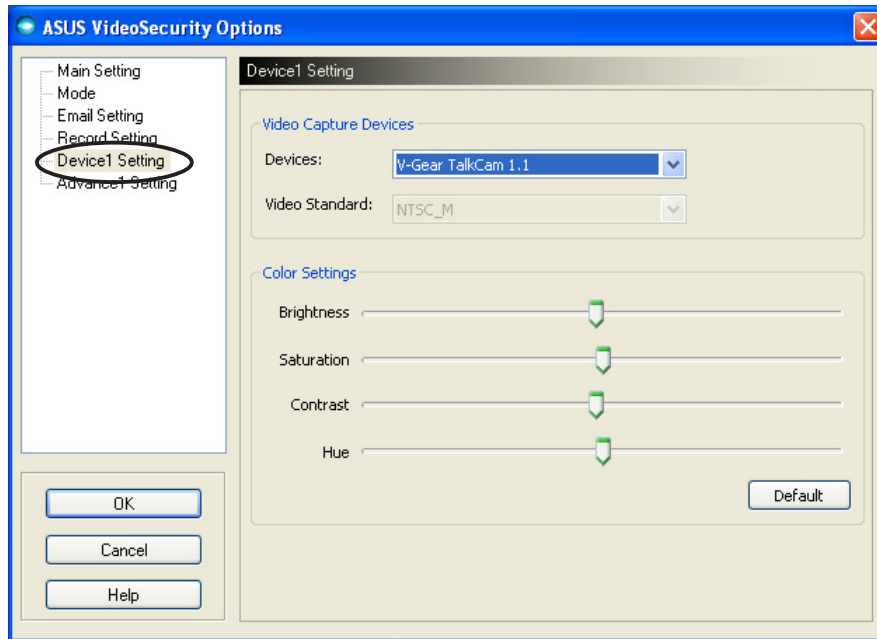 ASUS VideoSecurity Options
Main Setting
Mode
Email Setting
Record Setting
Device1 Setting
Advance1 Setting
OK
Cancel
Help
Device1 Setting
Video Capture Devices
Devices: V-Gear TalkCam 1.1
Video Standard: NTSC_M
Color Settings
Brightness
Saturation
Contrast
Hue
Default